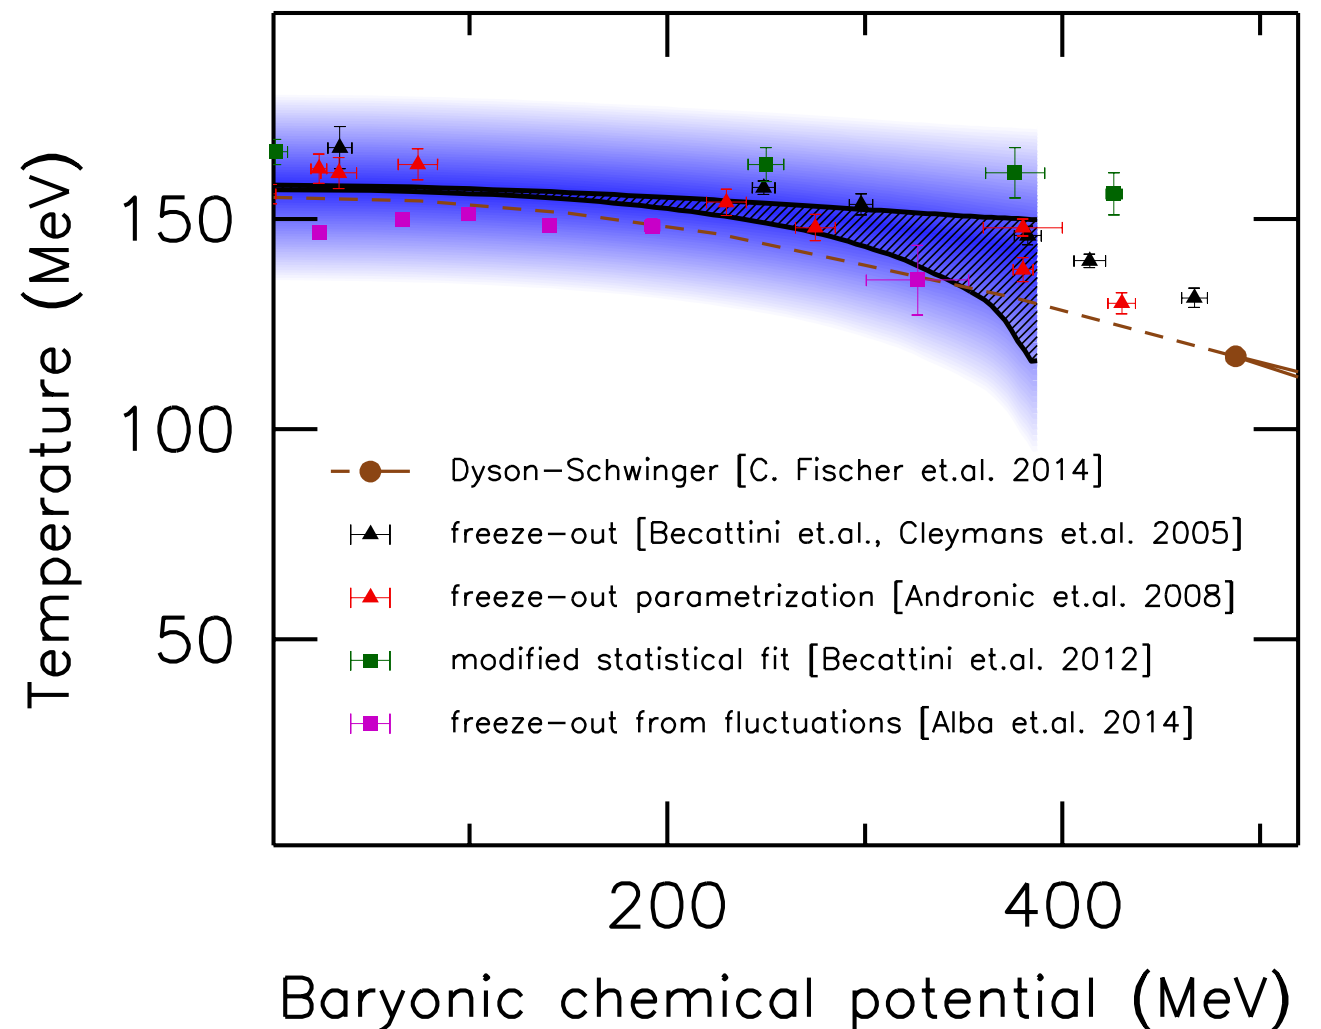 Temperature (MeV)
150
100
50
Dyson−Schwinger [C. Fischer et.al. 2014]
freeze−out [Becattini et.al., Cleymans et.al. 2005]
freeze−out parametrization [Andronic et.al. 2008]
modified statistical fit [Becattini et.al. 2012]
freeze−out from fluctuations [Alba et.al. 2014]
200 400
Baryonic chemical potential (MeV)